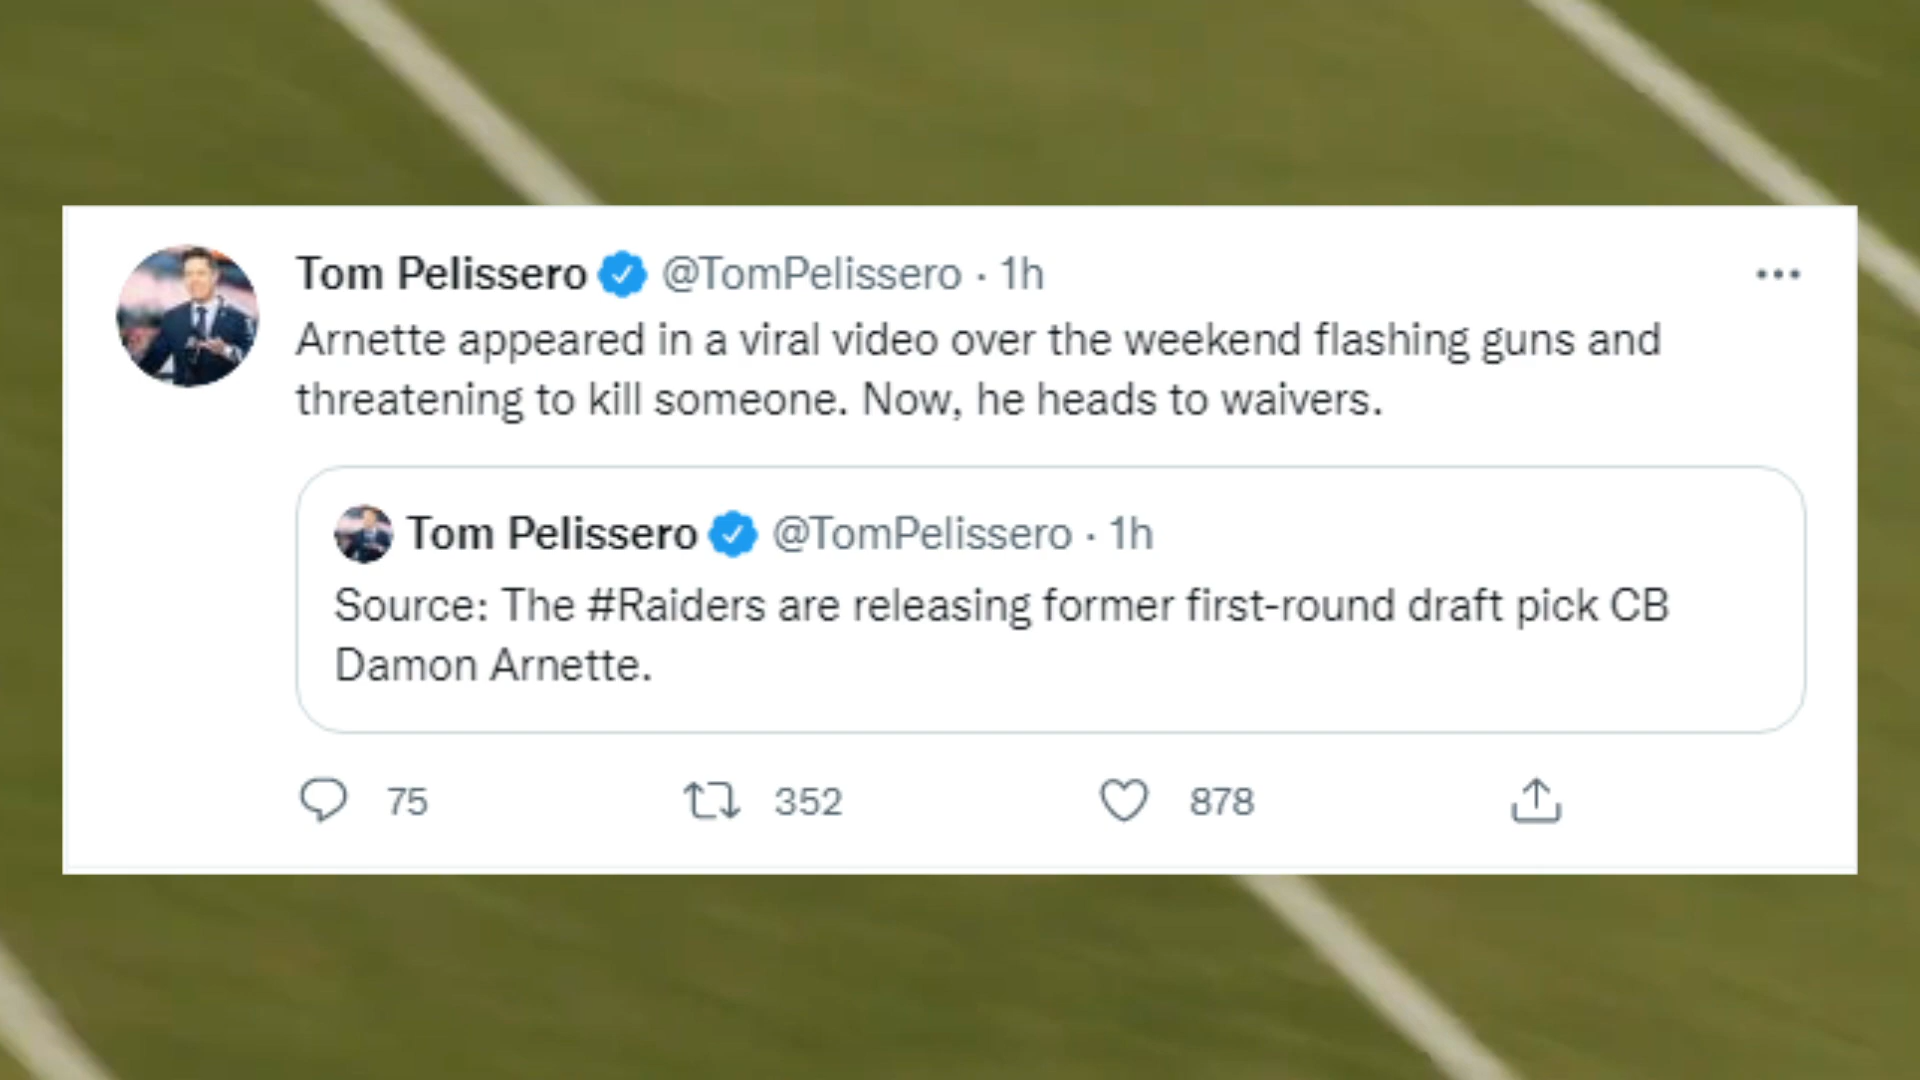 Tom Pelissero @TomPelissero · 1h
Arnette appeared in a viral video over the weekend flashing guns and
threatening to kill someone. Now, he heads to waivers.
Tom Pelissero @TomPelissero · 1h
Source: The #Raiders are releasing former first-round draft pick CB
Damon Arnette.
75 352 878